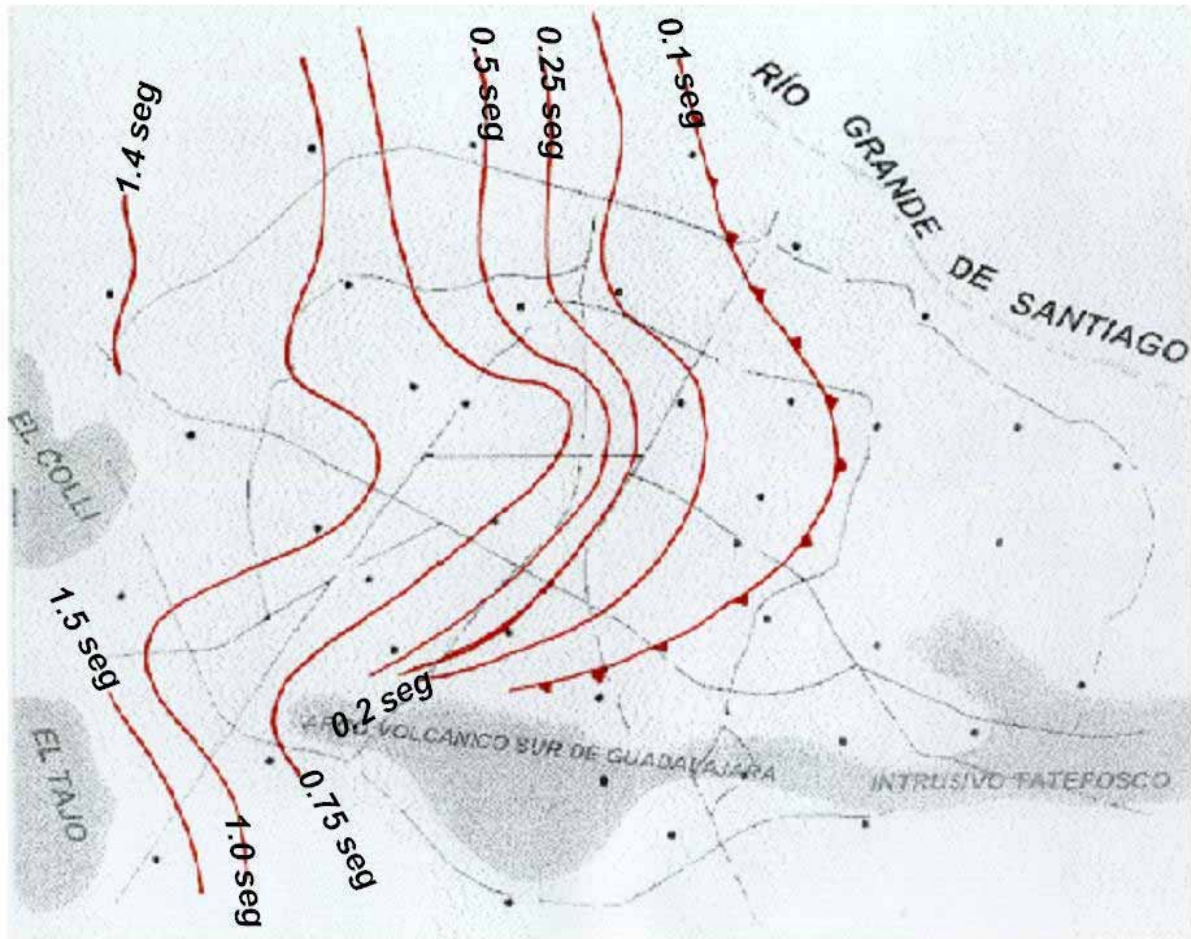 1.4 seg
0.5 seg
0.25 seg
0.1 seg
RÍO GRANDE DE SANTIAGO
EL COLLI
1.5 seg
EL TAJO
0.2 seg
VOLCANICO SUR DE GUADALAJARA
INTRUSIVO TATEPOSCO
0.75 seg
1.0 seg